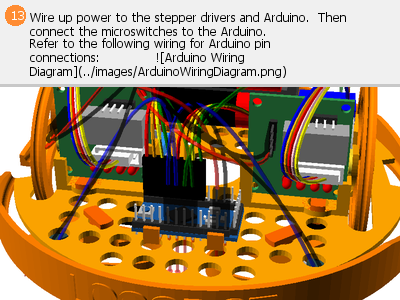 13 Wire up power to the stepper drivers and Arduino.  Then
connect the microswitches to the Arduino.
Refer to the following wiring for Arduino pin
connections:        ![Arduino Wiring
Diagram](../images/ArduinoWiringDiagram.png)